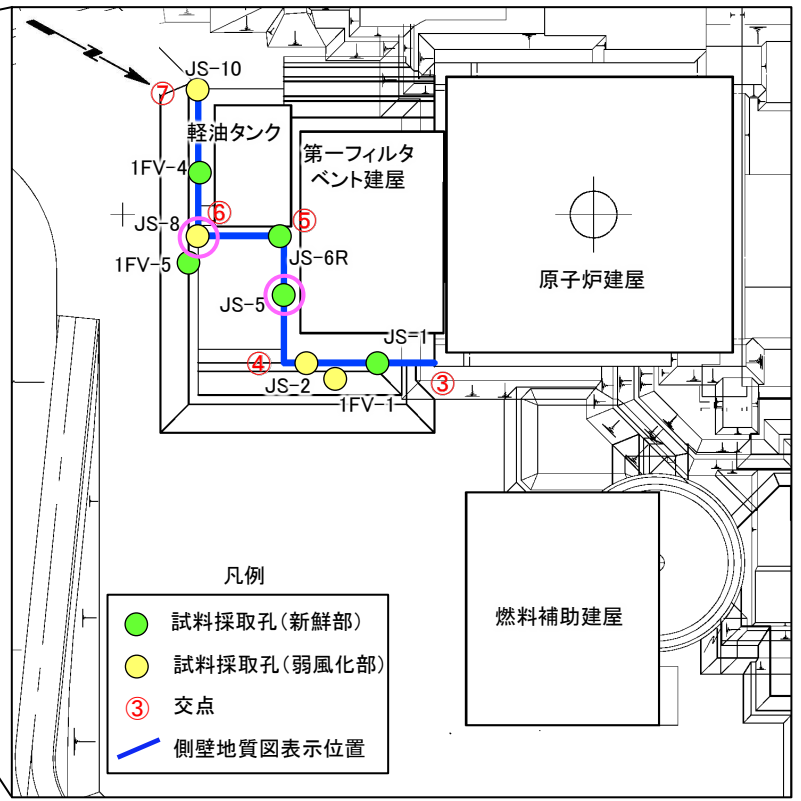 N
JS-10
⑦
軽油タンク
第一フィルタ
ベント建屋
1FV-4
⑥
⑤
JS-8
JS-6R
1FV-5
原子炉建屋
JS-5
JS-1
④
③
JS-2
1FV-1
燃料補助建屋
凡例
試料採取孔(新鮮部)
試料採取孔(弱風化部)
③ 交点
側壁地質図表示位置